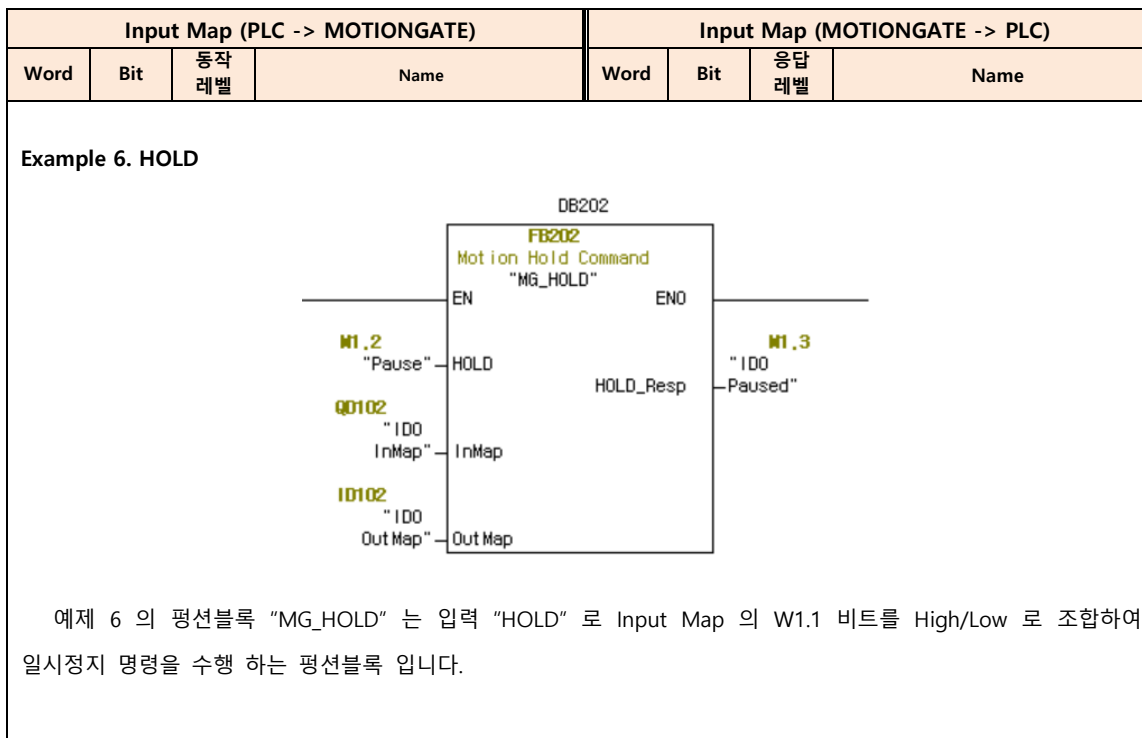 Input Map (PLC -> MOTIONGATE) Input Map (MOTIONGATE -> PLC)
Word Bit 동작 레벨 Name Word Bit 응답 레벨 Name
Example 6. HOLD
DB202
FB202
Motion Hold Command
"MG_HOLD"
EN ENO
M1.2 M1.3
"Pause" HOLD "ID0
HOLD_Resp Paused"
QD102
"ID0
InMap" InMap
ID102
"ID0
OutMap" OutMap
예제 6 의 펑션블록 “MG_HOLD” 는 입력 “HOLD” 로 Input Map 의 W1.1 비트를 High/Low 로 조합하여
일시정지 명령을 수행 하는 펑션블록 입니다.